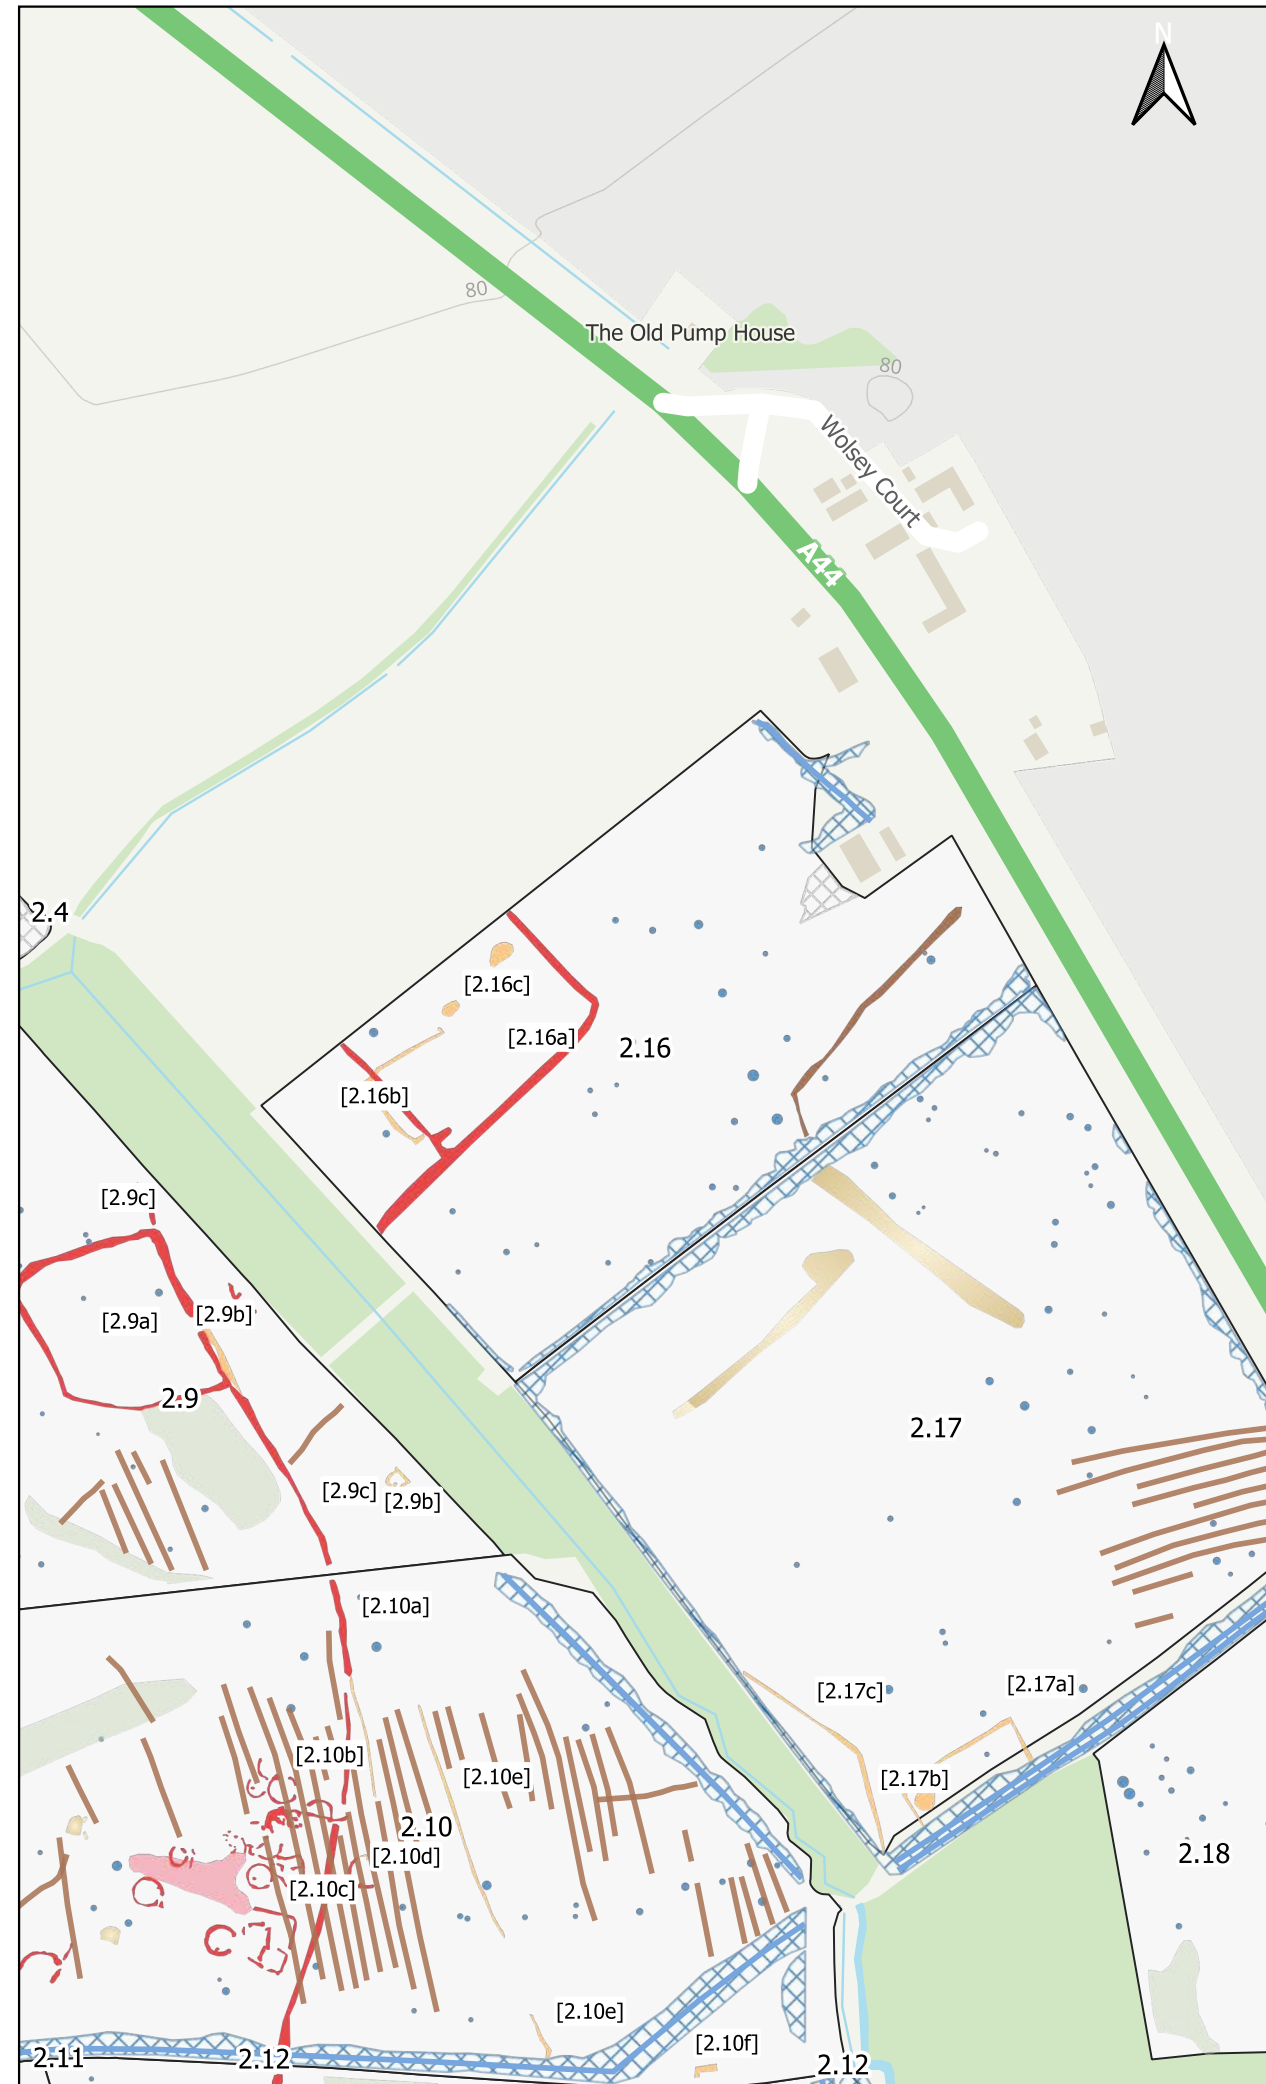 N
80
The Old Pump House
80
Wolsey Court
A44
2.4
[2.16c]
[2.16a]
2.16
[2.16b]
[2.9c]
[2.9a]
[2.9b]
2.9
2.17
[2.9c]
[2.9b]
[2.10a]
[2.17a]
[2.17c]
[2.10b]
[2.10e]
[2.17b]
2.10
[2.10d]
2.18
[2.10c]
[2.10e]
[2.10f]
2.11
2.12
2.12